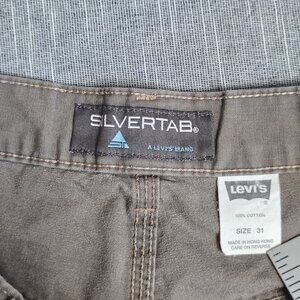 SILVERTAB®
A LEVI'S BRAND
Levi's
100% COTTON
SIZE 31
MADE IN HONG KONG
CARE ON REVERSE